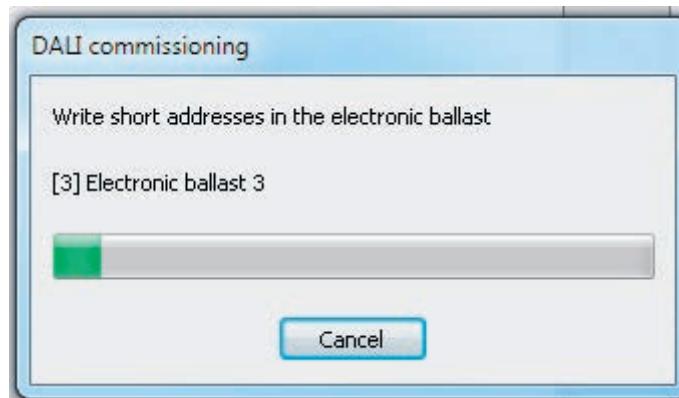 DALI commissioning
Write short addresses in the electronic ballast
[3] Electronic ballast 3
Cancel